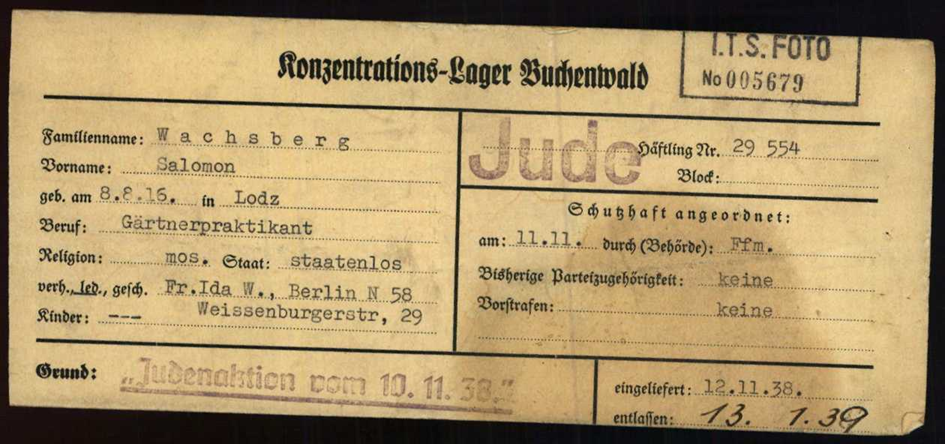 I.T.S. FOTO
No 005679
Konzentrations-Lager Buchenwald
Familienname: Wachsberg
Vorname: Salomon
geb. am 8.8.16. in Lodz
Beruf: Gärtnerpraktikant
Religion: mos. Staat: staatenlos
verh., led., gesch. Fr.Ida W., Berlin N 58
Weissenburgerstr, 29
Kinder: ---
Jude
Häftling Nr. 29 554
Block:
Schutzhaft angeordnet:
am: 11.11. durch (Behörde): Ffm.
Bisherige Parteizugehörigkeit: keine
Vorstrafen: keine
Grund: „Judenaktion vom 10.11.38."
eingeliefert: 12.11.38.
entlassen: 13. 1.39